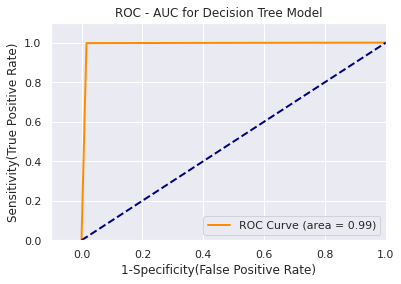 ROC - AUC for Decision Tree Model
Sensitivity(True Positive Rate)
1.0
0.8
0.6
0.4
0.2
0.0
ROC Curve (area = 0.99)
0.0 0.2 0.4 0.6 0.8 1.0
1-Specificity(False Positive Rate)